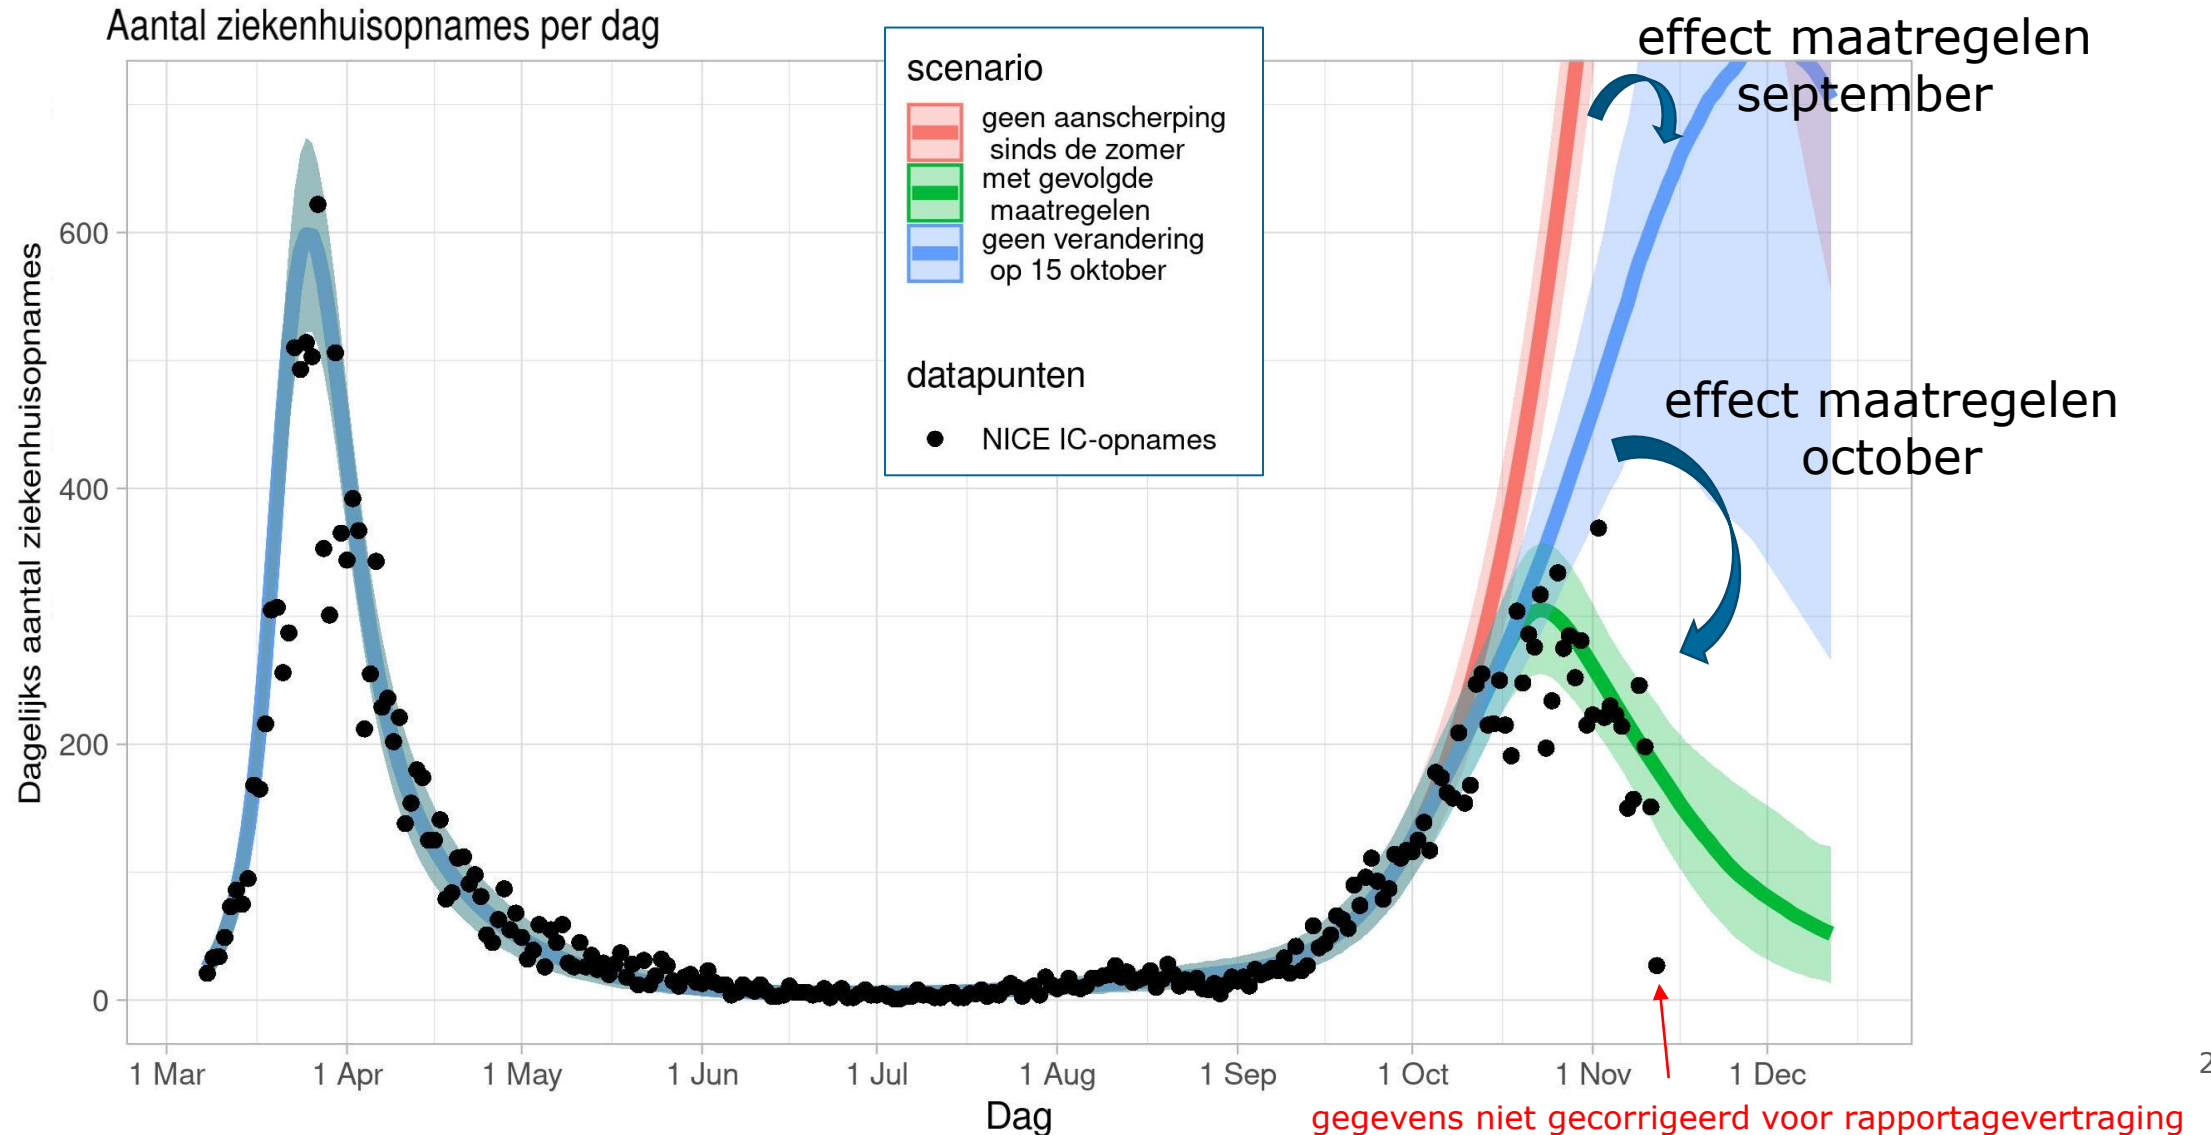 Aantal ziekenhuisopnames per dag
scenario
geen aanscherping
sinds de zomer
met gevolgde
maatregelen
geen verandering
op 15 oktober
datapunten
NICE IC-opnames
effect maatregelen
september
effect maatregelen
october
Dagelijks aantal ziekenhuisopnames
600
400
200
0
1 Mar
1 Apr
1 May
1 Jun
1 Jul
1 Aug
1 Sep
1 Oct
1 Nov
1 Dec
Dag
gegevens niet gecorrigeerd voor rapportagevertraging